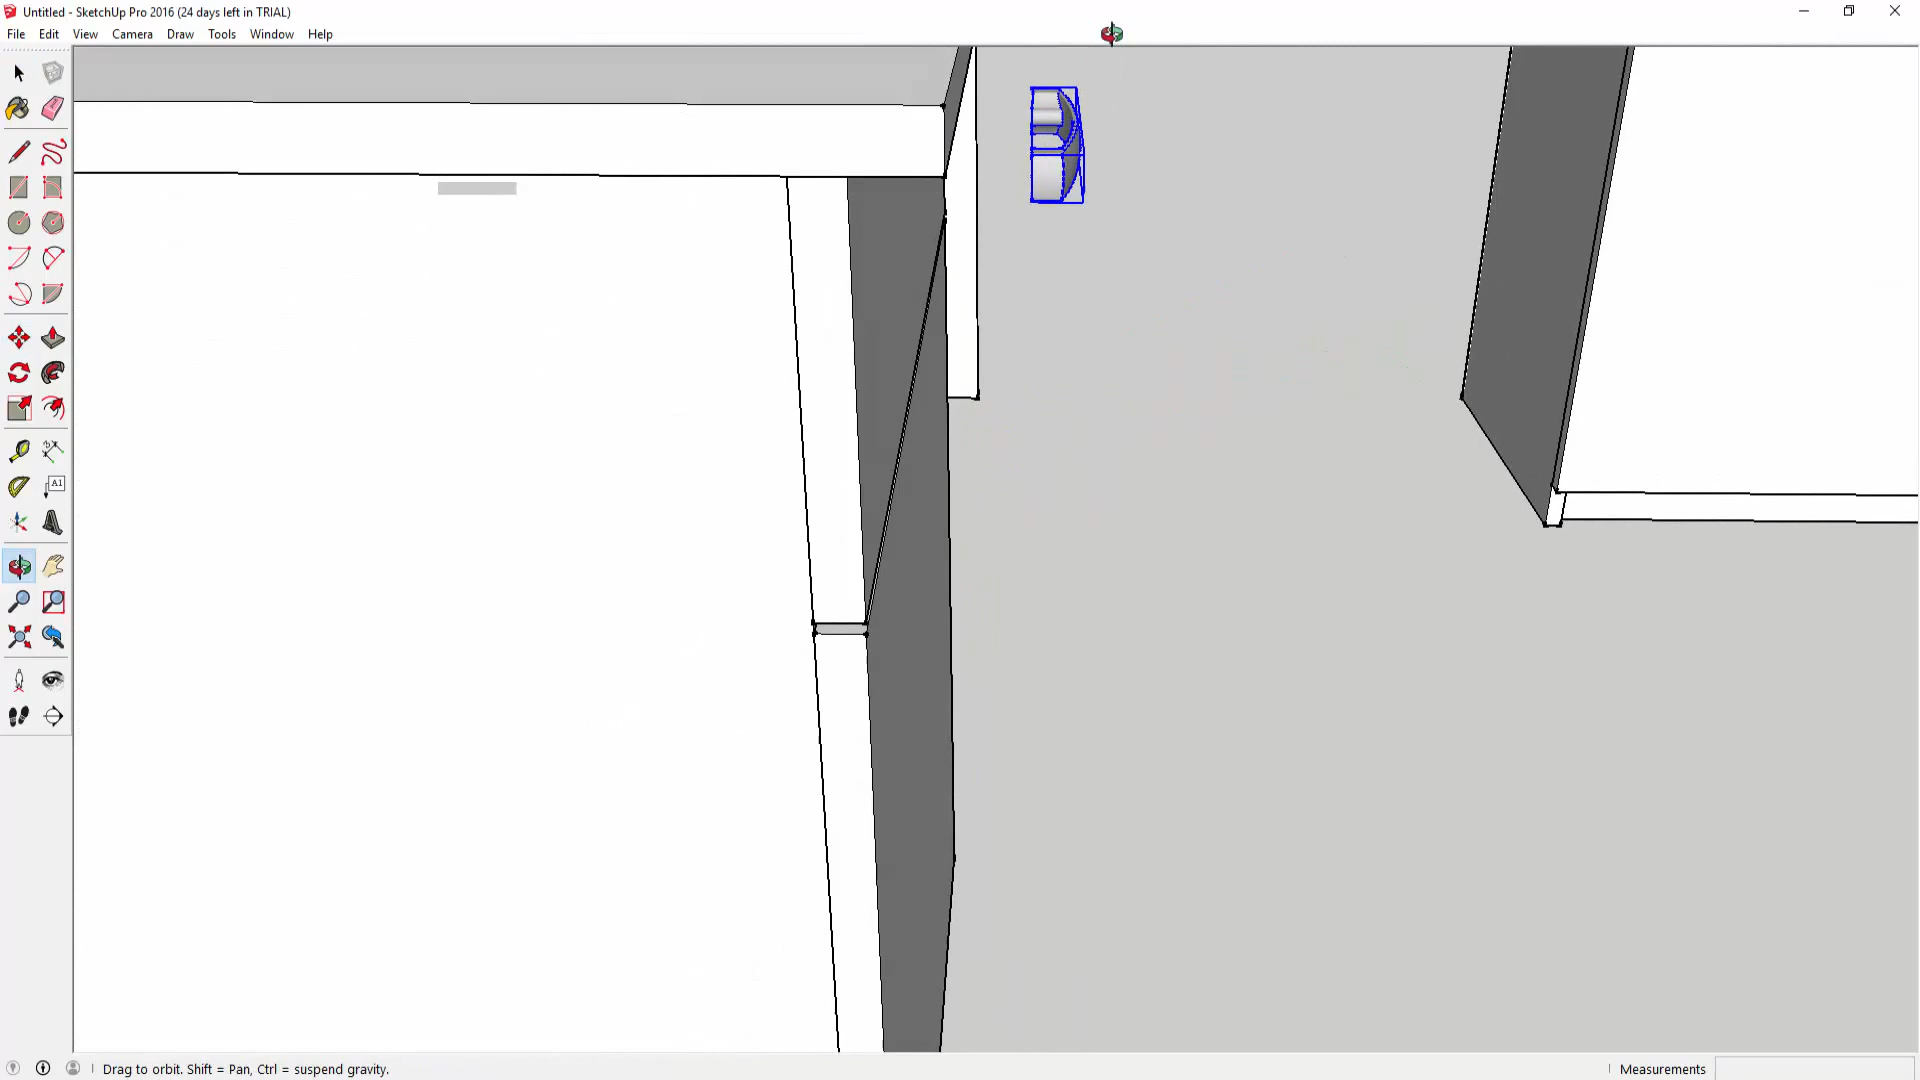 Untitled - SketchUp Pro 2016 (24 days left in TRIAL)
File Edit View Camera Draw Tools Window Help
A1
Drag to orbit. Shift = Pan, Ctrl = suspend gravity.
Measurements